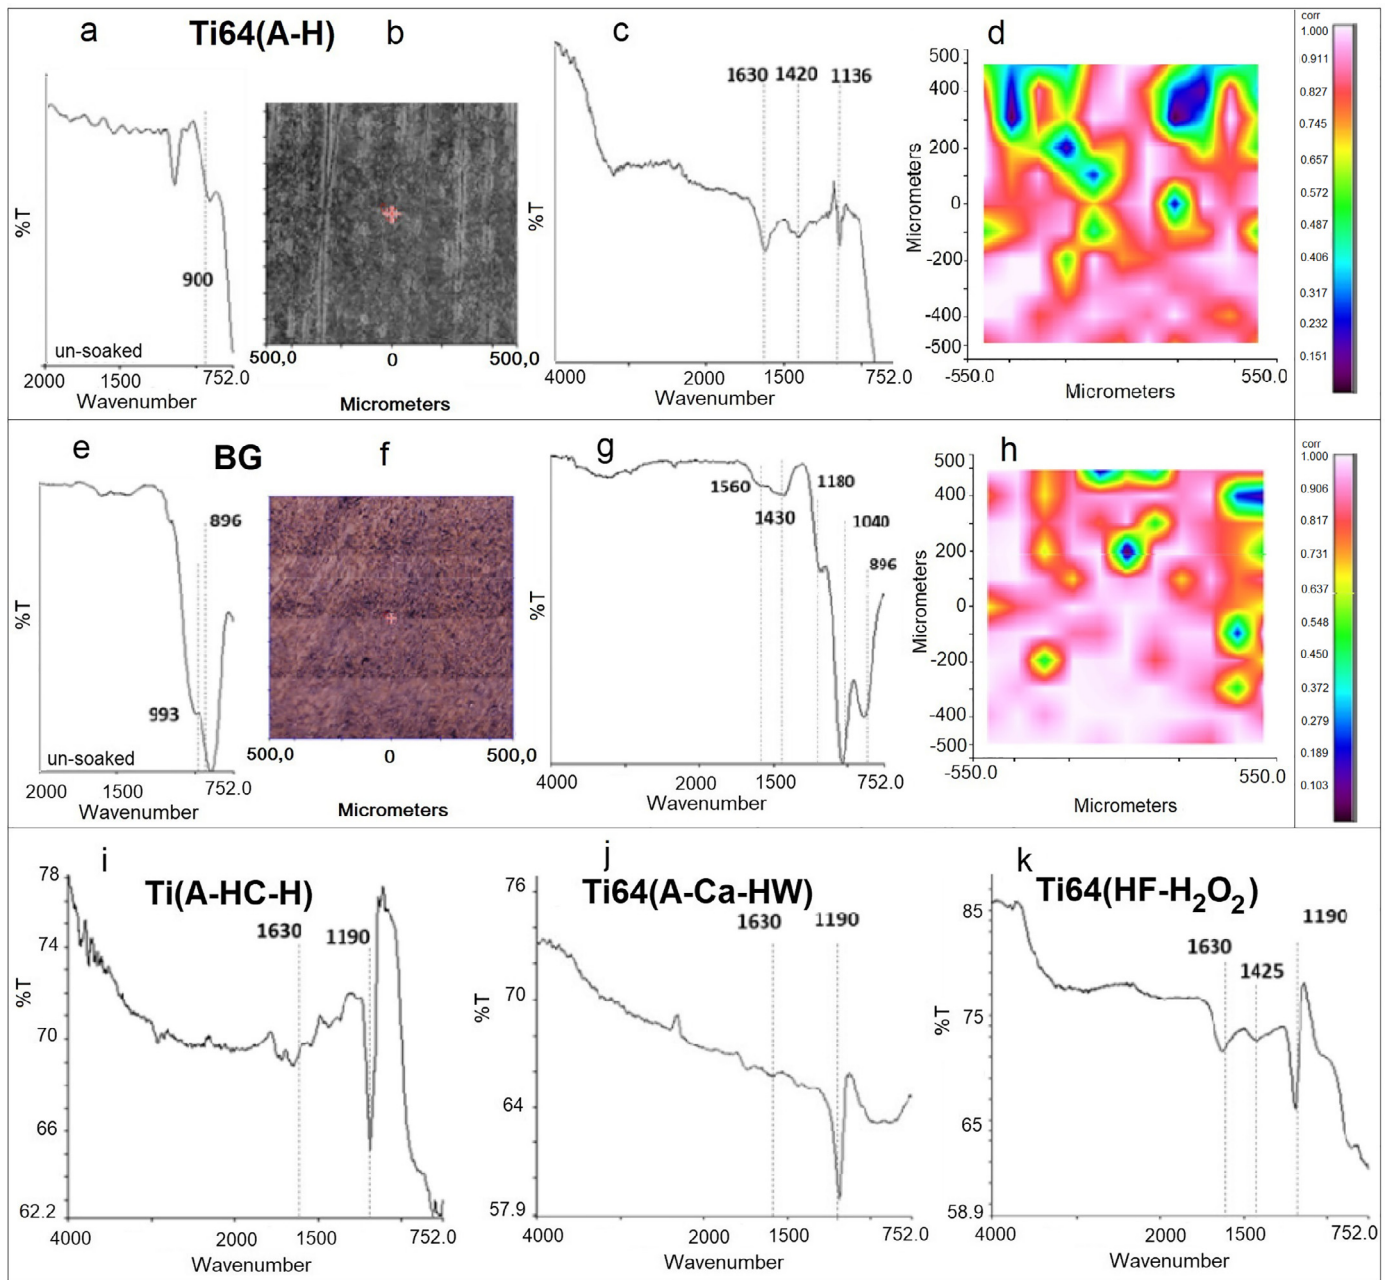 a
Ti64(A-H)
b
c
d
%T
900
un-soaked
2000 1500 752.0
Wavenumber
500,0 0 500,0
Micrometers
%T
1630 1420 1136
4000 2000 1500 752.0
Wavenumber
Micrometers
500
400
200
0
-200
-400
-500
-550.0 550.0
Micrometers
corr
1.000
0.911
0.827
0.745
0.657
0.572
0.487
0.406
0.317
0.232
0.151
e
BG
f
g
h
%T
896
993
un-soaked
2000 1500 752.0
Wavenumber
500,0 0 500,0
Micrometers
%T
1560
1430
1180
1040
896
4000 2000 1500 752.0
Wavenumber
Micrometers
500
400
200
0
-200
-400
-500
-550.0 550.0
Micrometers
corr
1.000
0.906
0.817
0.731
0.637
0.548
0.450
0.372
0.279
0.189
0.103
i
Ti(A-HC-H)
%T
78
74
70
66
62.2
1630
1190
4000 2000 1500 752.0
Wavenumber
j
Ti64(A-Ca-HW)
%T
76
70
64
57.9
1630 1190
4000 2000 1500 752.0
Wavenumber
k
Ti64(HF-H₂O₂)
%T
85
75
65
58.9
1630
1425
1190
4000 2000 1500 752.0
Wavenumber